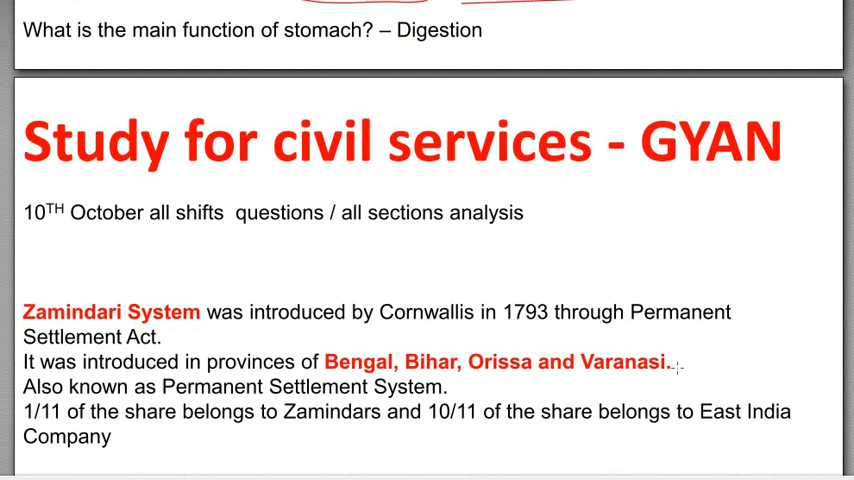 What is the main function of stomach? – Digestion
Study for civil services - GYAN
10TH October all shifts  questions / all sections analysis
Zamindari System was introduced by Cornwallis in 1793 through Permanent
Settlement Act.
It was introduced in provinces of Bengal, Bihar, Orissa and Varanasi.
Also known as Permanent Settlement System.
1/11 of the share belongs to Zamindars and 10/11 of the share belongs to East India
Company